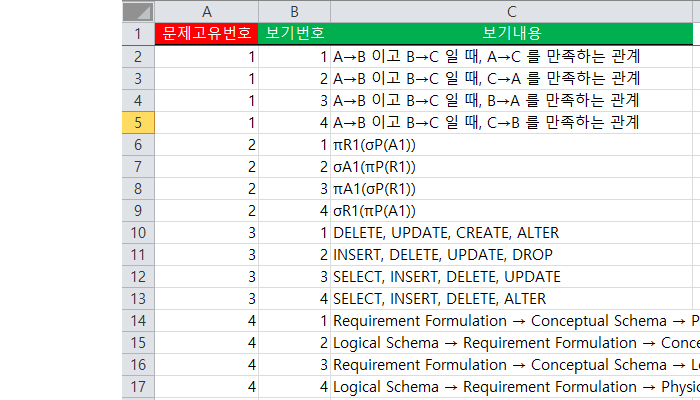 A B C
1 문제고유번호 보기번호 보기내용
2 1 1 A→B 이고 B→C 일 때, A→C 를 만족하는 관계
3 1 2 A→B 이고 B→C 일 때, C→A 를 만족하는 관계
4 1 3 A→B 이고 B→C 일 때, B→A 를 만족하는 관계
5 1 4 A→B 이고 B→C 일 때, C→B 를 만족하는 관계
6 2 1 πR1(σP(A1))
7 2 2 σA1(πP(R1))
8 2 3 πA1(σP(R1))
9 2 4 σR1(πP(A1))
10 3 1 DELETE, UPDATE, CREATE, ALTER
11 3 2 INSERT, DELETE, UPDATE, DROP
12 3 3 SELECT, INSERT, DELETE, UPDATE
13 3 4 SELECT, INSERT, DELETE, ALTER
14 4 1 Requirement Formulation → Conceptual Schema → P
15 4 2 Logical Schema → Requirement Formulation → Conce
16 4 3 Requirement Formulation → Conceptual Schema → Lo
17 4 4 Logical Schema → Requirement Formulation → Physic